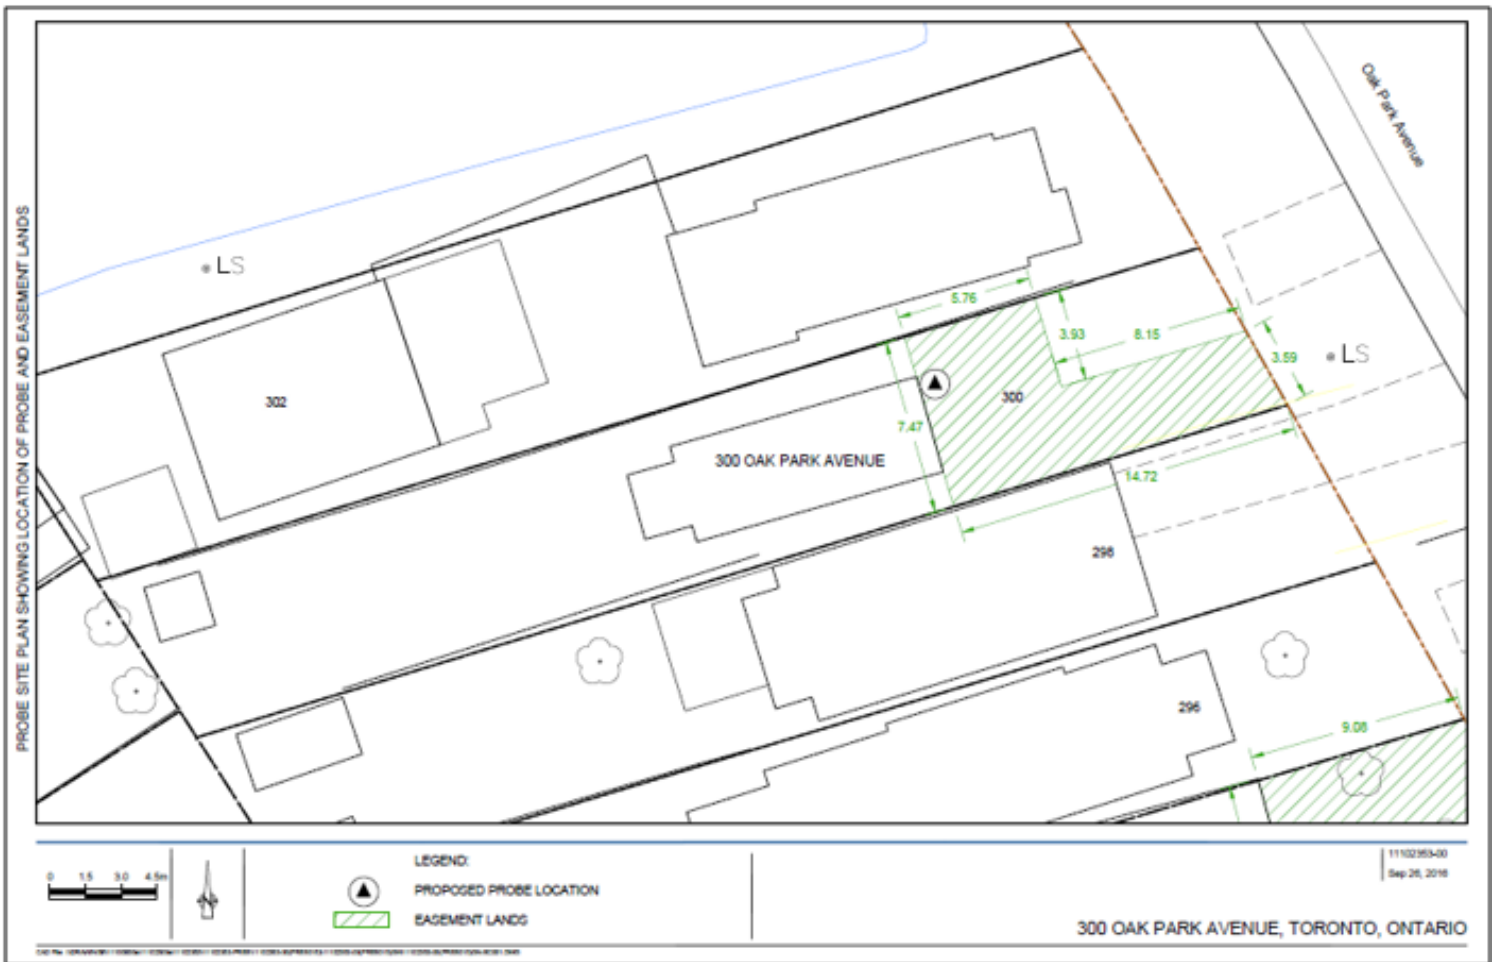 PROBE SITE PLAN SHOWING LOCATION OF PROBE AND EASEMENT LANDS
Oak Park Avenue
LS
5.76
3.93
8.15
3.59
LS
302
300
7.47
300 OAK PARK AVENUE
14.72
298
296
9.08
LEGEND:
PROPOSED PROBE LOCATION
EASEMENT LANDS
0 1.5 3.0 4.5m
11102353-00
Sep 26, 2016
300 OAK PARK AVENUE, TORONTO, ONTARIO